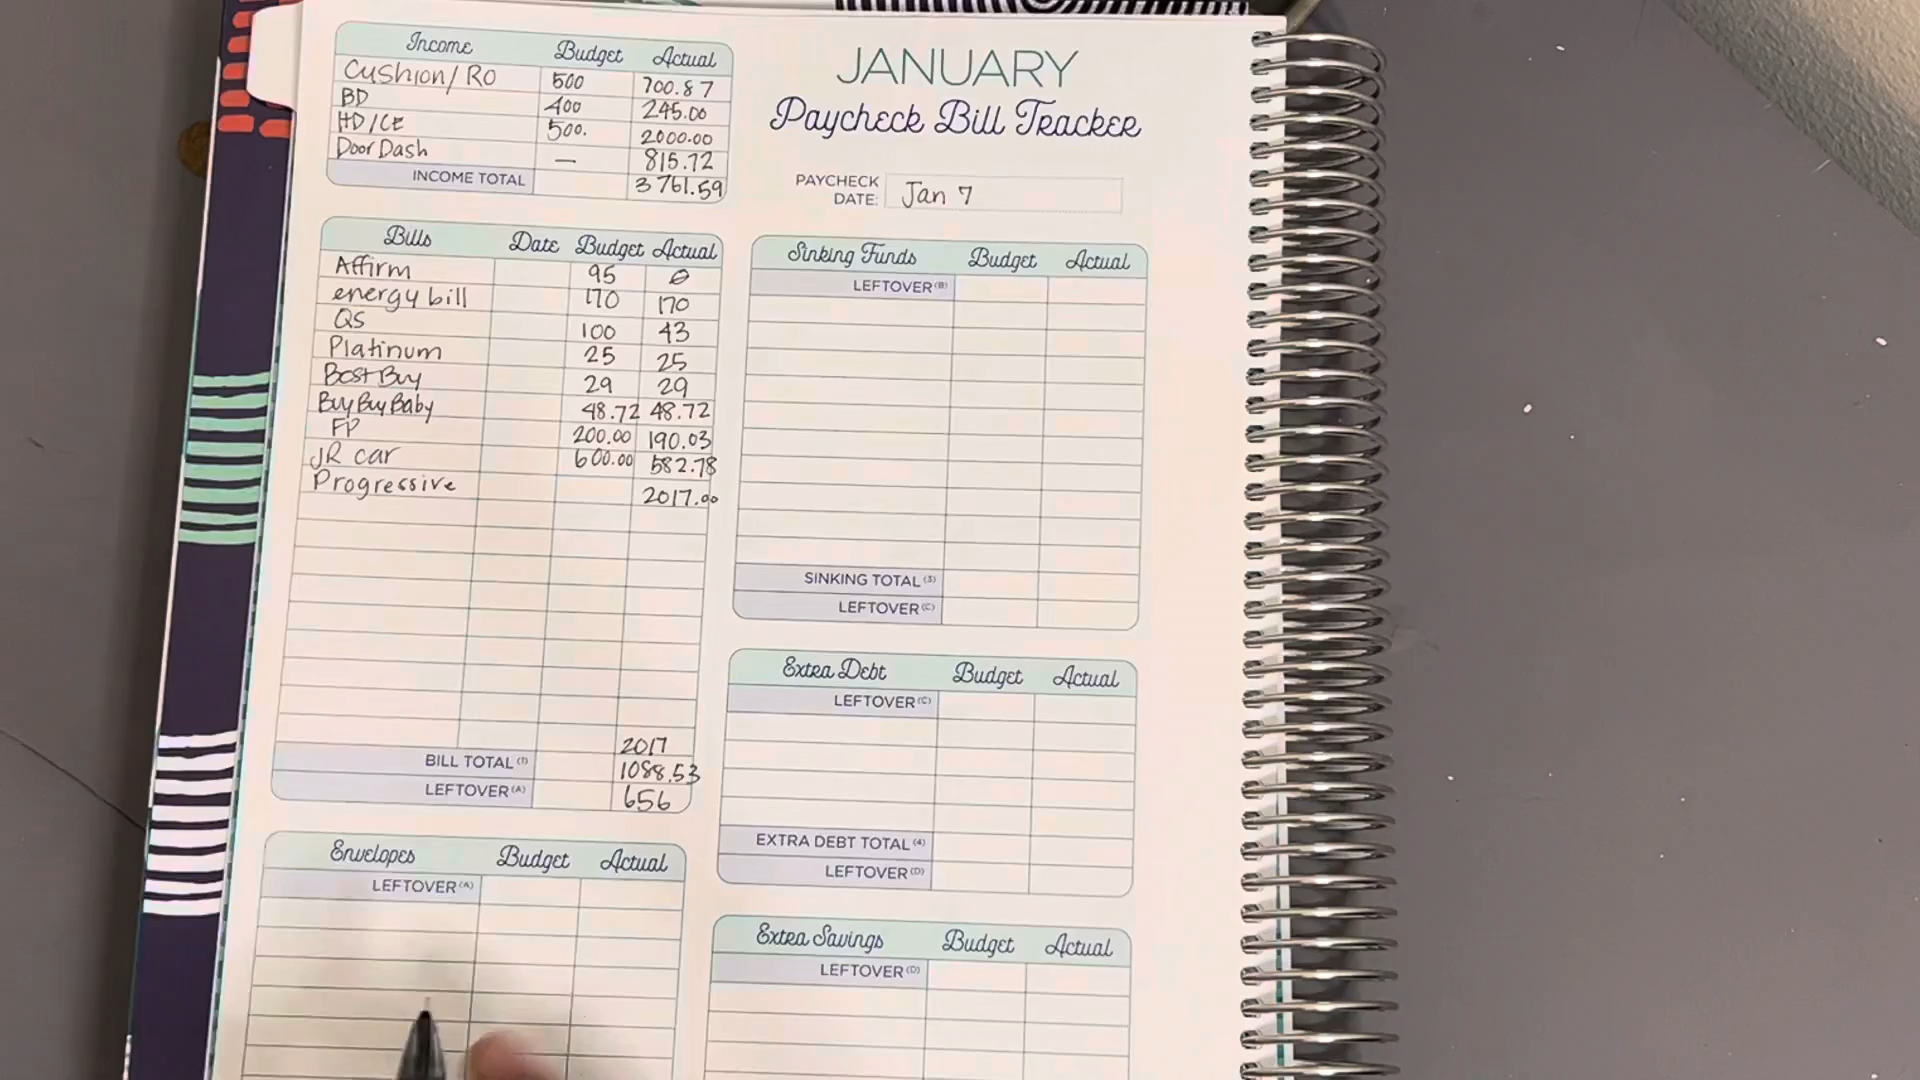 Income Budget Actual
Cushion/RO 500 700.87
BD 400 245.00
HD/CE 500. 2000.00
DoorDash — 815.72
INCOME TOTAL 3761.59
JANUARY
Paycheck Bill Tracker
PAYCHECK
DATE: Jan 7
Bills Date Budget Actual
Affirm 95 0
energy bill 170 170
QS 100 43
Platinum 25 25
Best Buy 29 29
BuyBuyBaby 48.72 48.72
FP 200.00 190.03
JR car 600.00 582.78
Progressive 2017.00
2017
BILL TOTAL (1) 1088.53
LEFTOVER (A) 656
Envelopes Budget Actual
LEFTOVER (A)
Sinking Funds Budget Actual
LEFTOVER (B)
SINKING TOTAL (3)
LEFTOVER (C)
Extra Debt Budget Actual
LEFTOVER (C)
EXTRA DEBT TOTAL (4)
LEFTOVER (D)
Extra Savings Budget Actual
LEFTOVER (D)